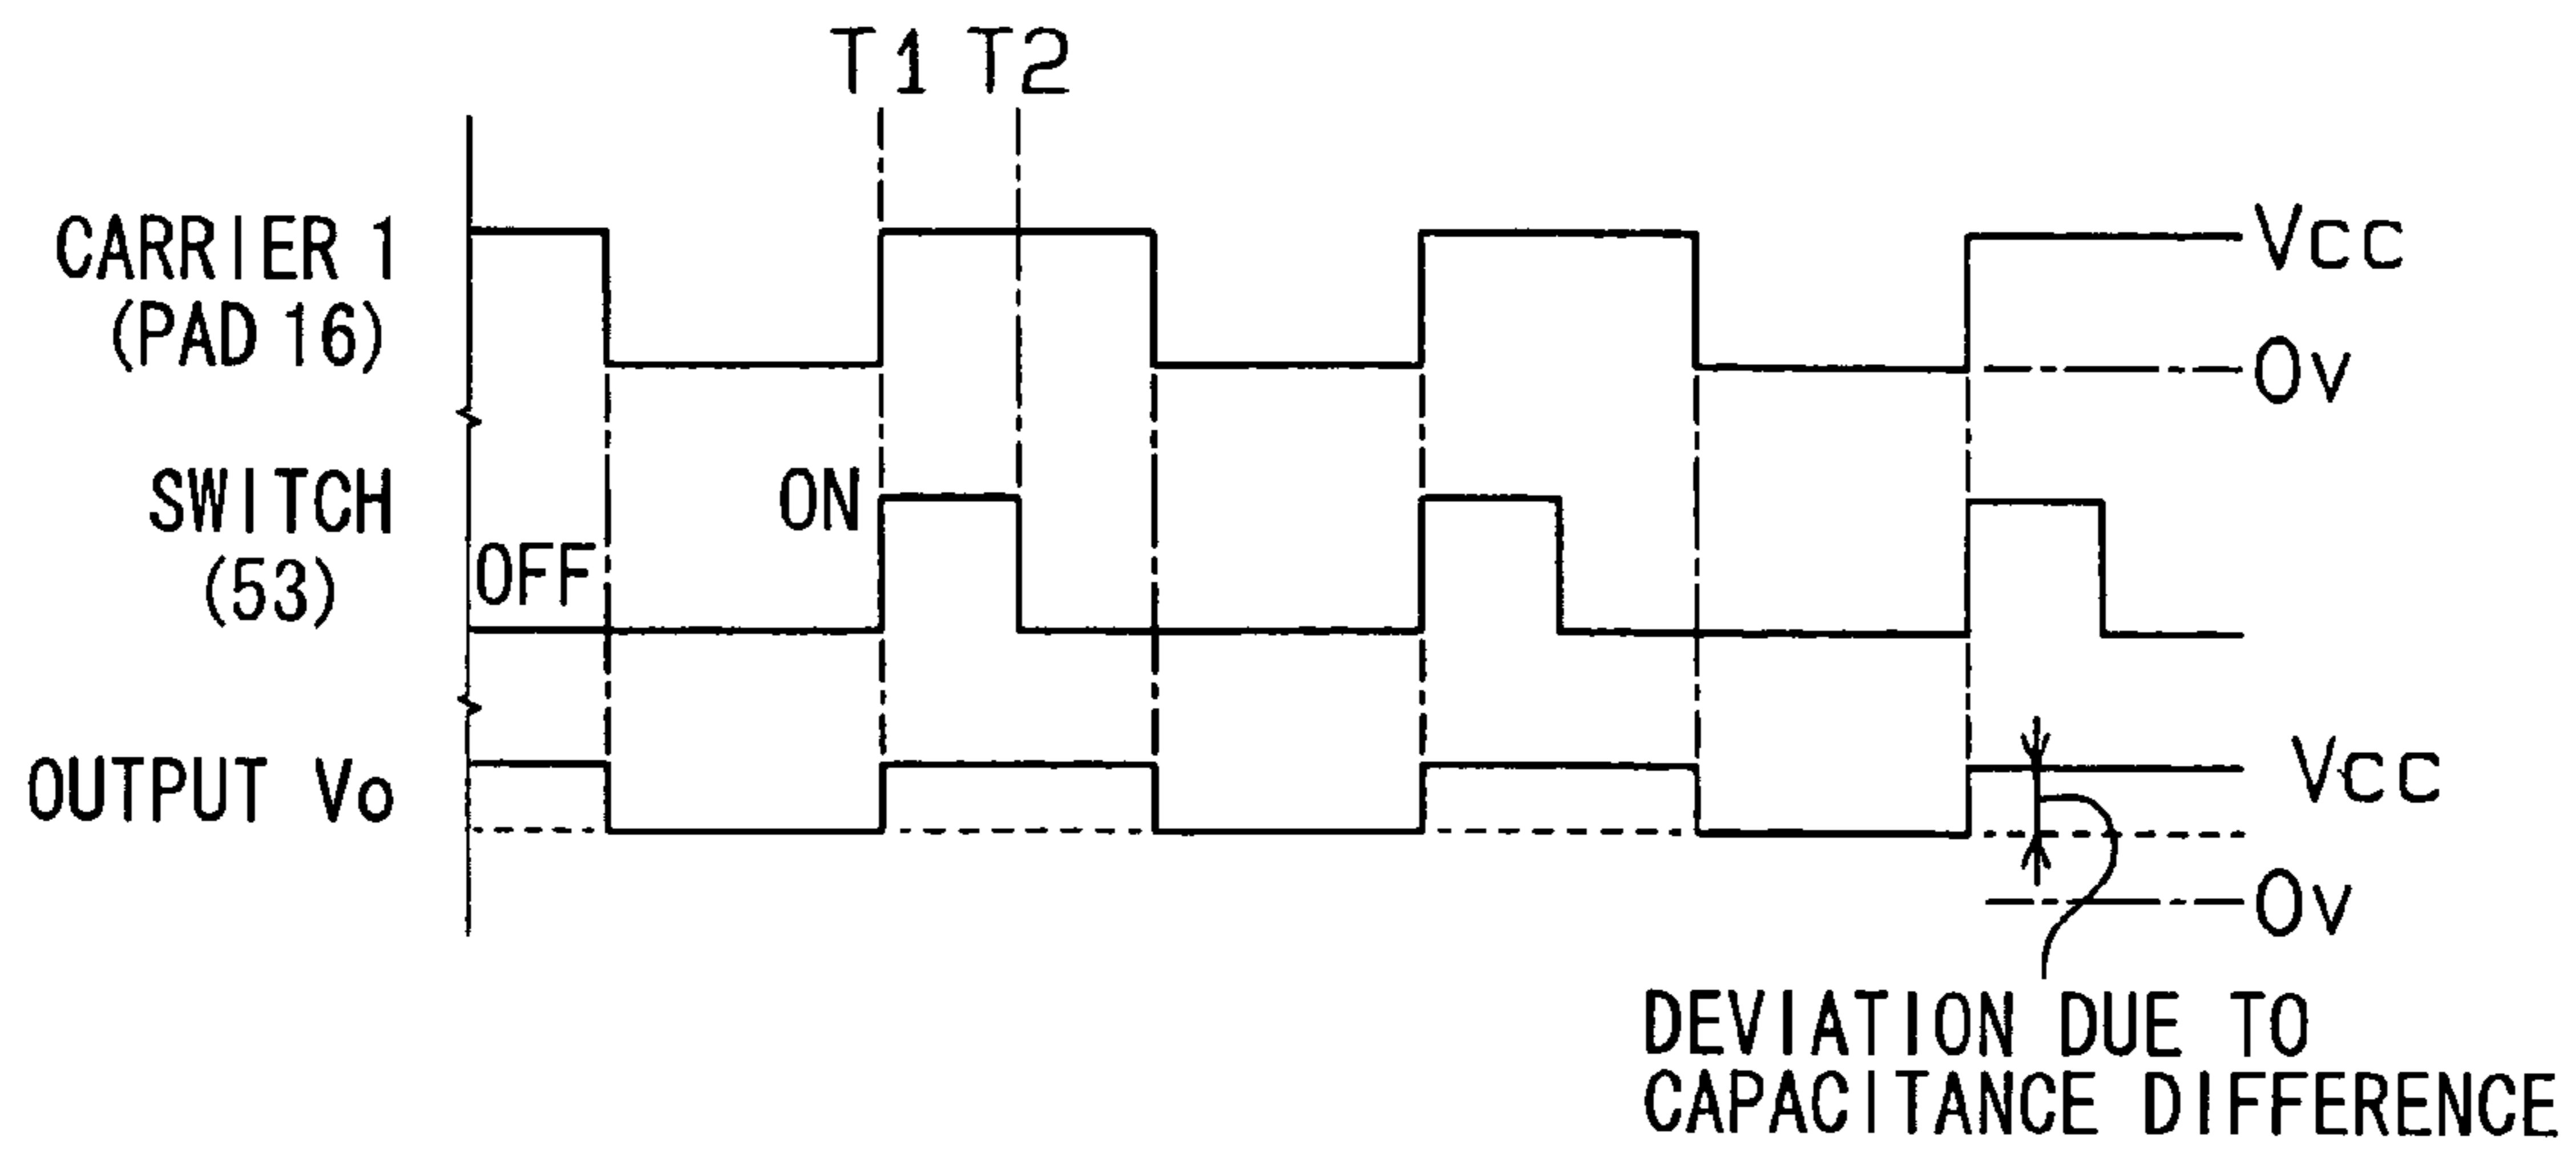 T1 T2
CARRIER 1
(PAD 16)
Vcc
0v
SWITCH
(53)
OFF
ON
OUTPUT Vo
Vcc
0v
DEVIATION DUE TO
CAPACITANCE DIFFERENCE